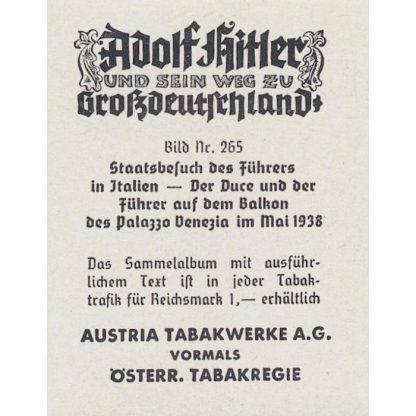 Adolf Hitler
UND SEIN WEG ZU
Großdeutschland
Bild Nr. 265
Staatsbesuch des Führers
in Italien — Der Duce und der
Führer auf dem Balkon
des Palazzo Venezia im Mai 1938
Das Sammelalbum mit ausführ-
lichem Text ist in jeder Tabak-
trafik für Reichsmark 1,— erhältlich
AUSTRIA TABAKWERKE A.G.
VORMALS
ÖSTERR. TABAKREGIE